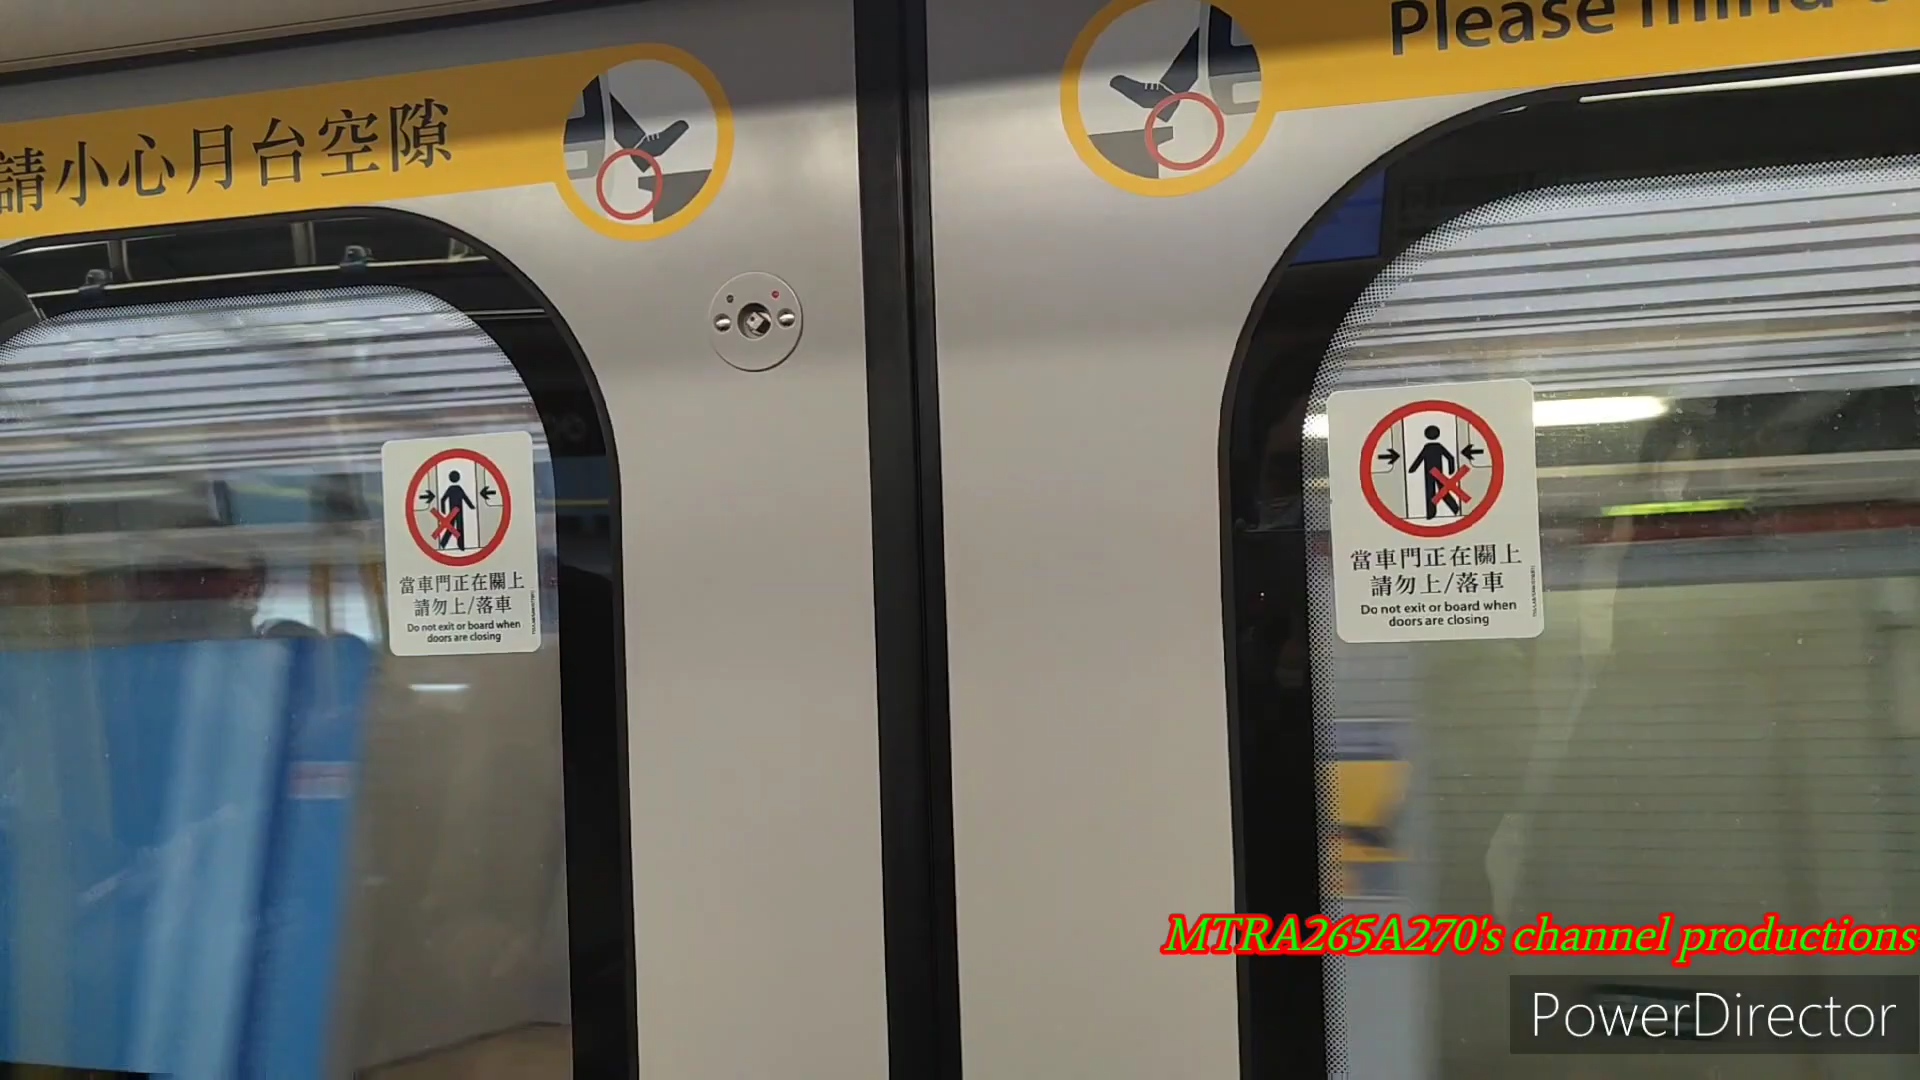 請小心月台空隙
Please mind
當車門正在關上
請勿上/落車
Do not exit or board when
doors are closing
當車門正在關上
請勿上/落車
Do not exit or board when
doors are closing
MTRA265A270's channel productions
PowerDirector